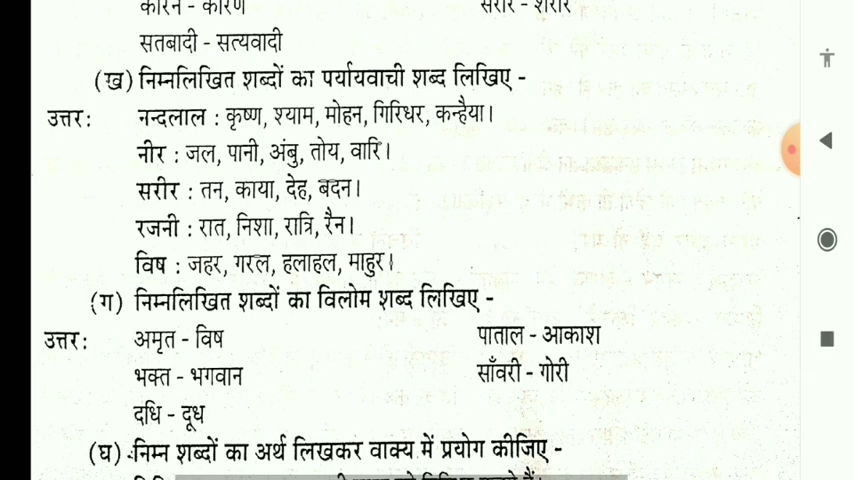 कारन - कारण सरीर - शरीर
सतबादी - सत्यवादी
(ख) निम्नलिखित शब्दों का पर्यायवाची शब्द लिखिए -
उत्तरः नन्दलाल : कृष्ण, श्याम, मोहन, गिरिधर, कन्हैया।
नीर : जल, पानी, अंबु, तोय, वारि।
सरीर : तन, काया, देह, बदन।
रजनी : रात, निशा, रात्रि, रैन।
विष : जहर, गरल, हलाहल, माहुर।
(ग) निम्नलिखित शब्दों का विलोम शब्द लिखिए -
उत्तरः अमृत - विष पाताल - आकाश
भक्त - भगवान साँवरी - गोरी
दधि - दूध
(घ) निम्न शब्दों का अर्थ लिखकर वाक्य में प्रयोग कीजिए -